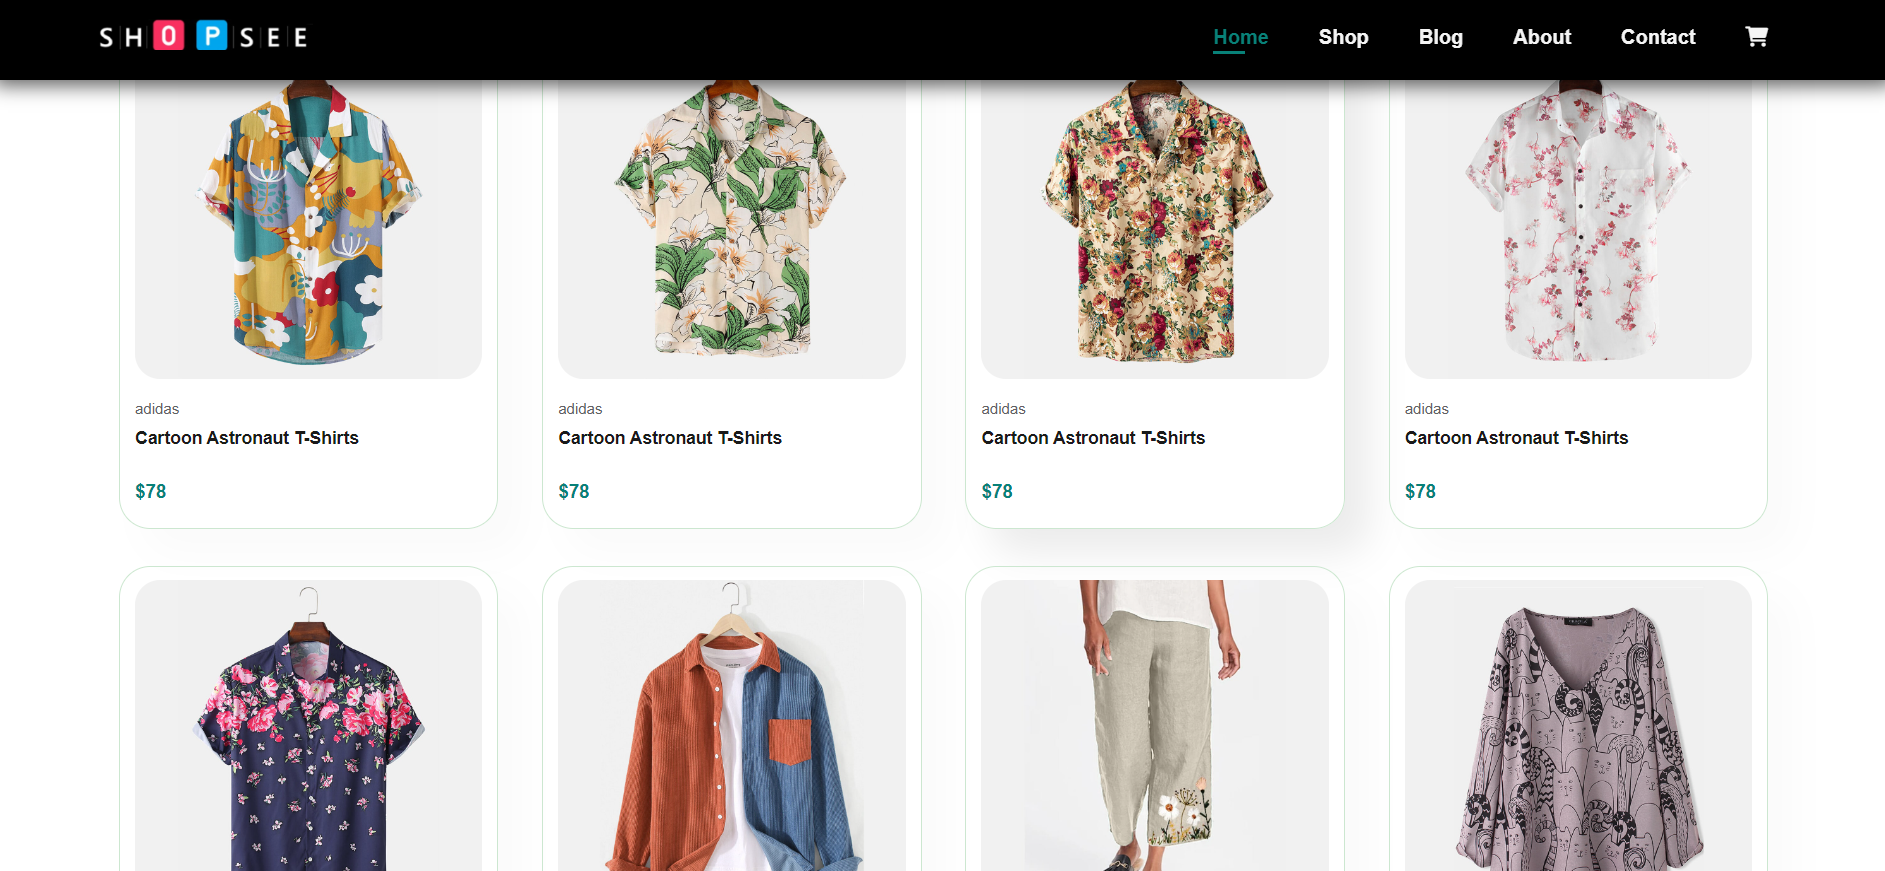 SHOPSEE
Home Shop Blog About Contact
adidas adidas adidas adidas
Cartoon Astronaut T-Shirts Cartoon Astronaut T-Shirts Cartoon Astronaut T-Shirts Cartoon Astronaut T-Shirts
$78 $78 $78 $78